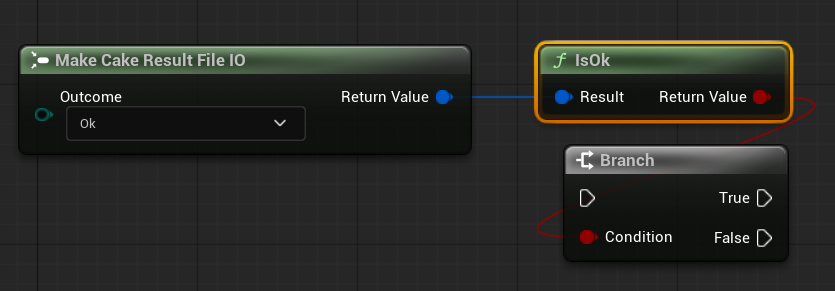 Make Cake Result File IO
Outcome
Ok
Return Value
IsOk
Result
Return Value
Branch
True
Condition
False